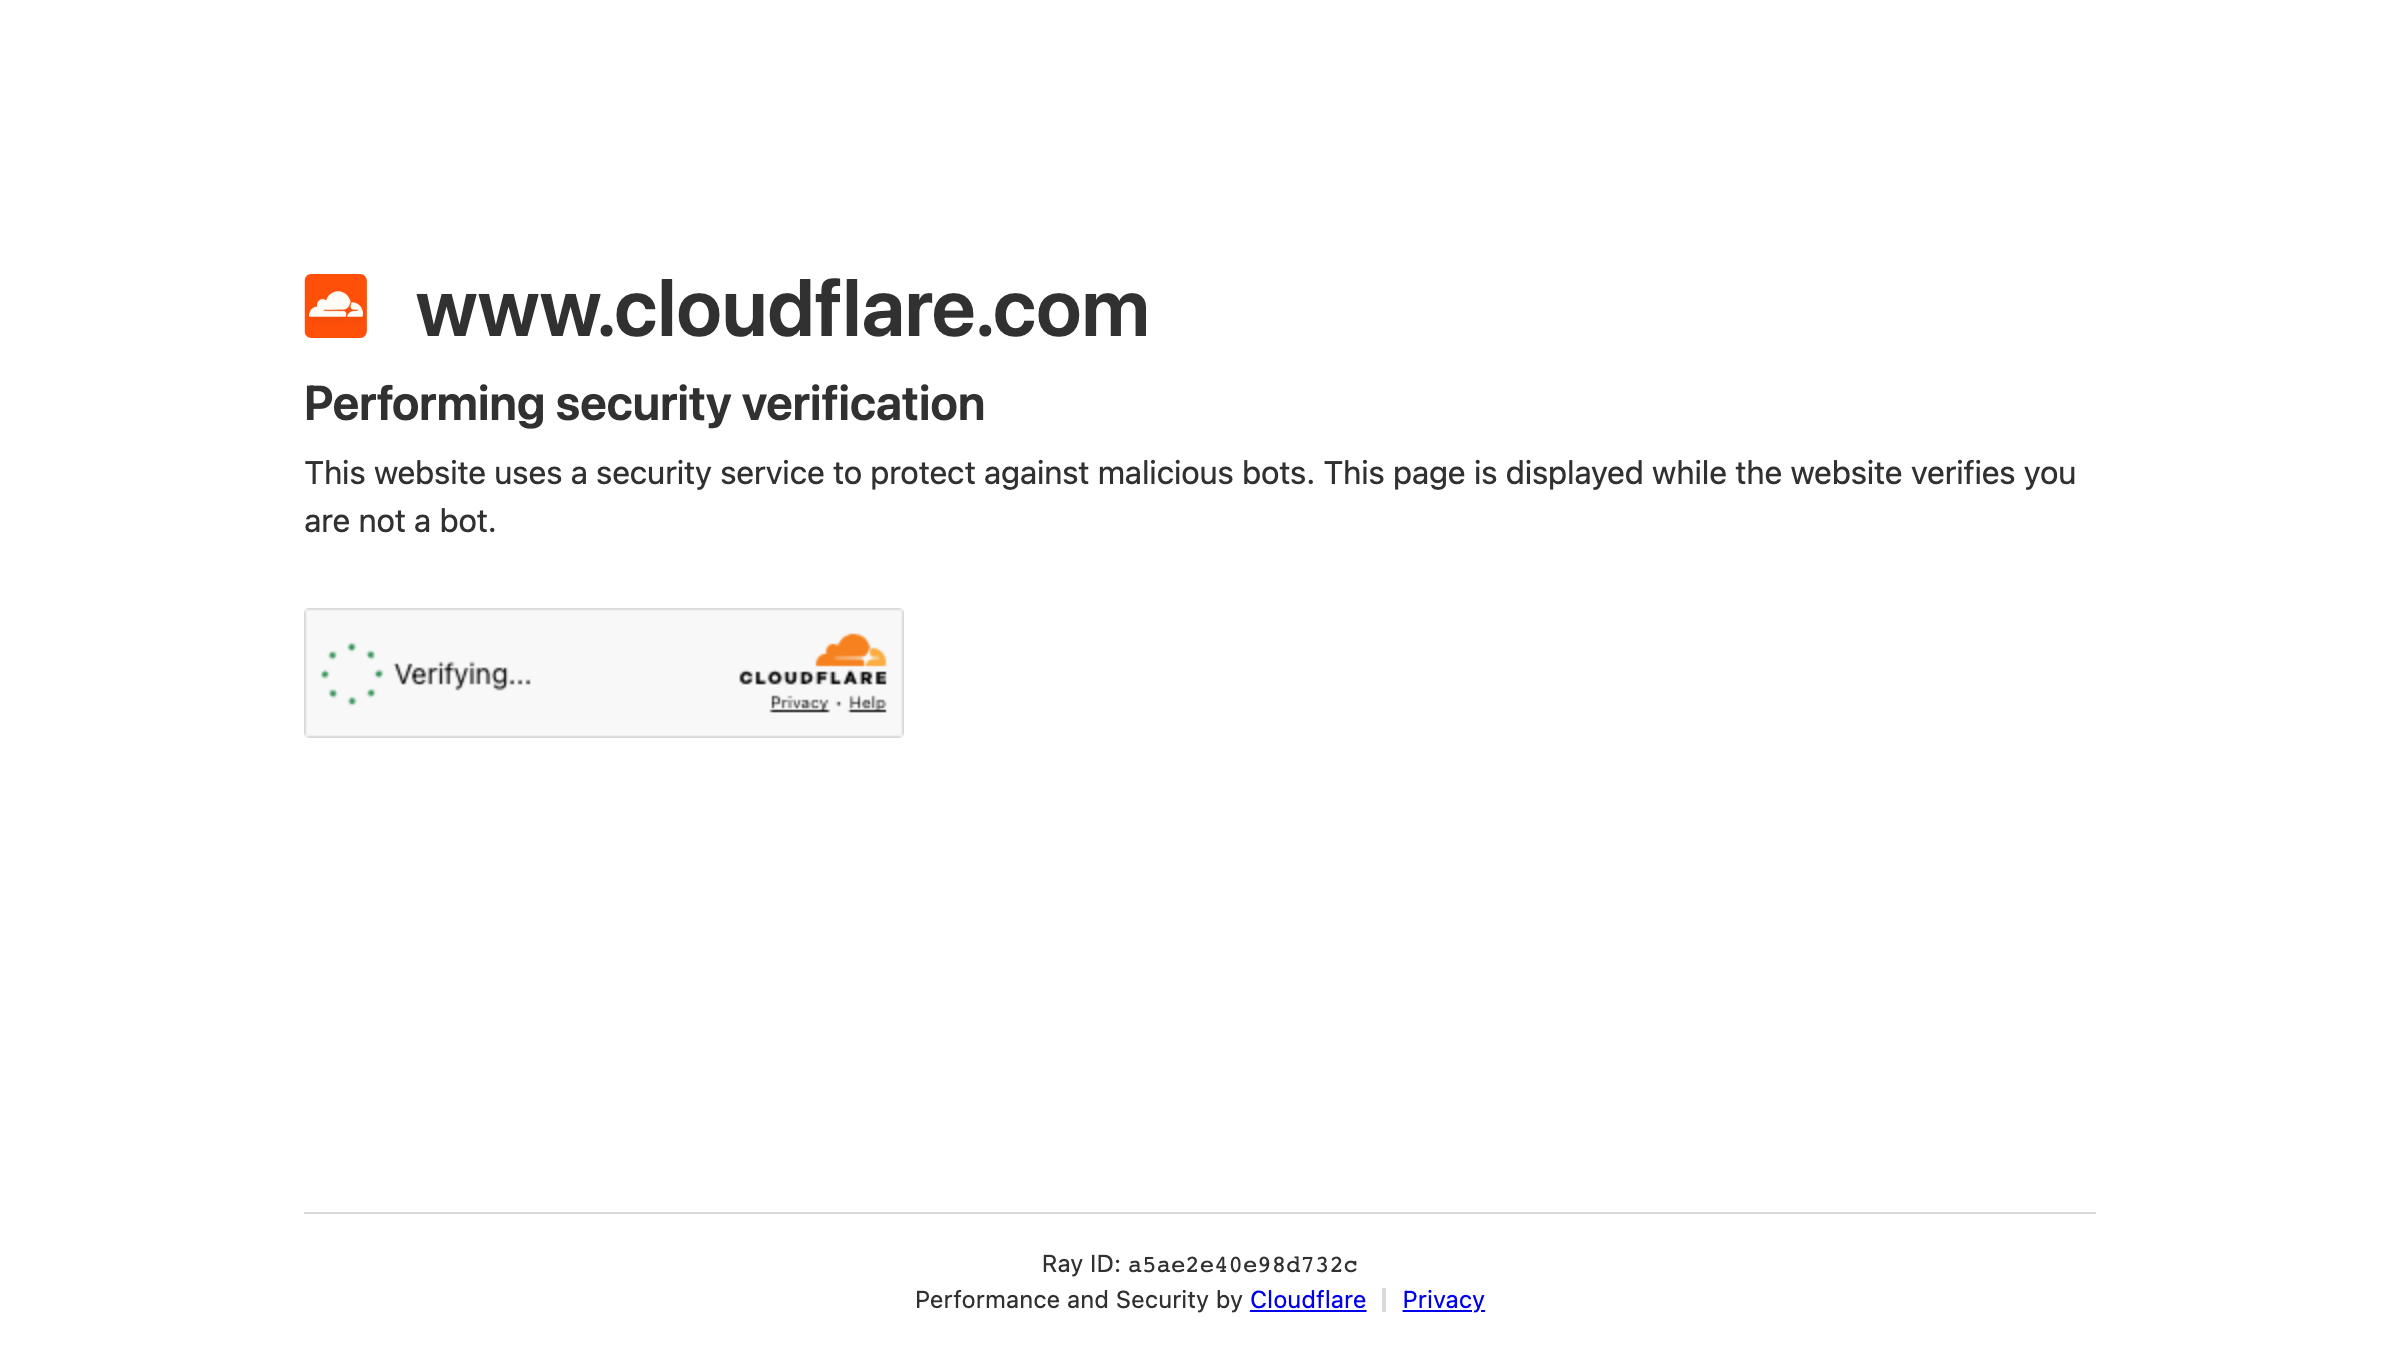 www.cloudflare.com
Performing security verification
This website uses a security service to protect against malicious bots. This page is displayed while the website verifies you
are not a bot.
Verifying...
CLOUDFLARE
Privacy • Help
Ray ID: a5ae2e40e98d732c
Performance and Security by Cloudflare | Privacy